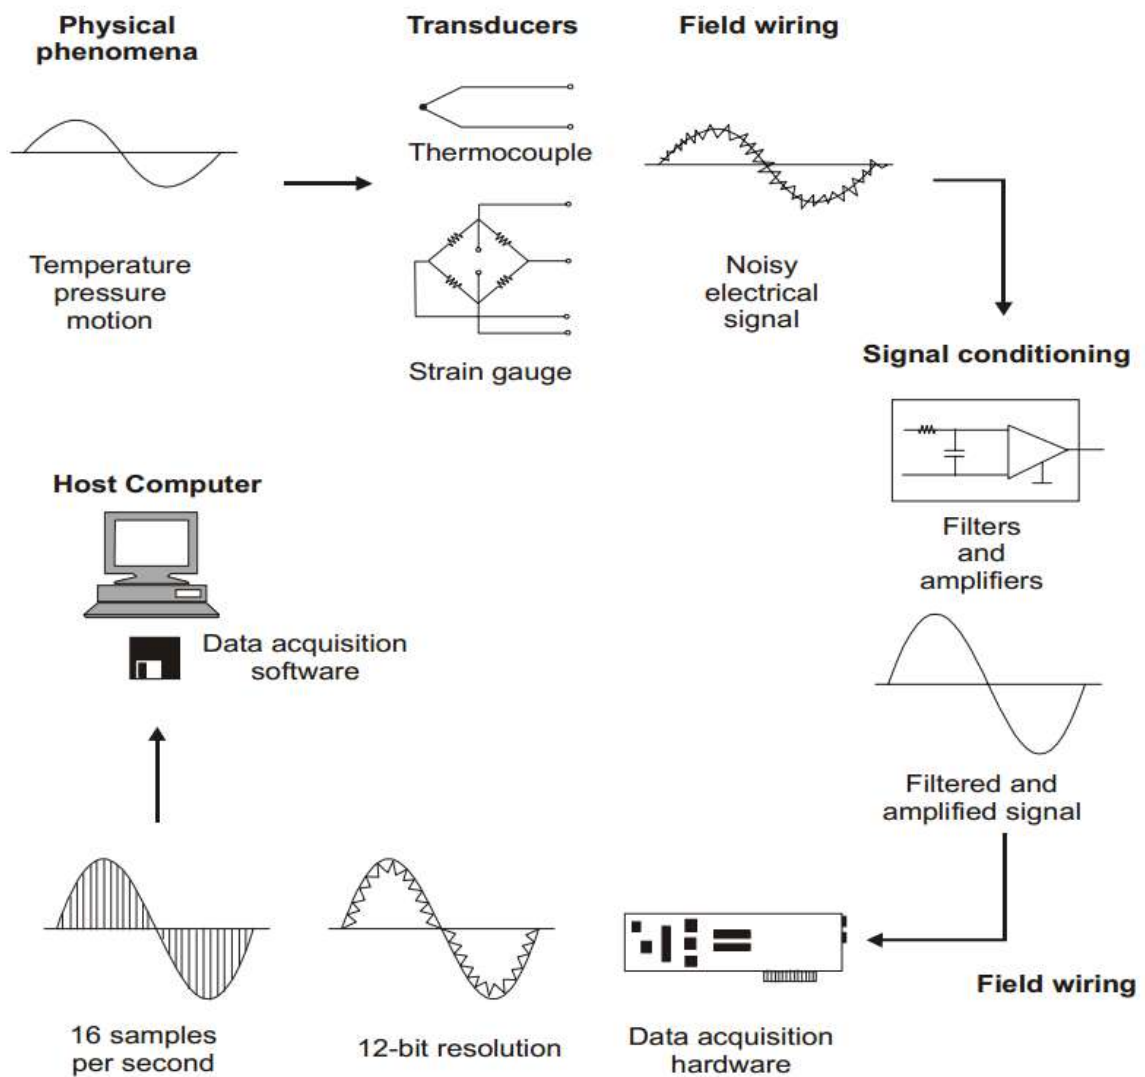 Physical
phenomena
Transducers
Field wiring
Thermocouple
Temperature
pressure
motion
Strain gauge
Noisy
electrical
signal
Signal conditioning
Filters
and
amplifiers
Filtered and
amplified signal
Field wiring
Data acquisition
hardware
12-bit resolution
16 samples
per second
Host Computer
Data acquisition
software